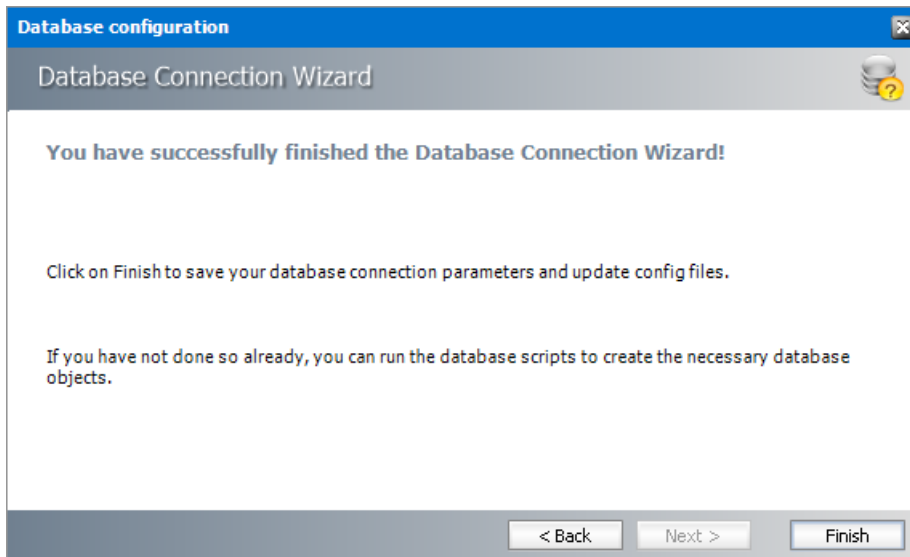 Database configuration
Database Connection Wizard
You have successfully finished the Database Connection Wizard!
Click on Finish to save your database connection parameters and update config files.
If you have not done so already, you can run the database scripts to create the necessary database
objects.
< Back
Next >
Finish